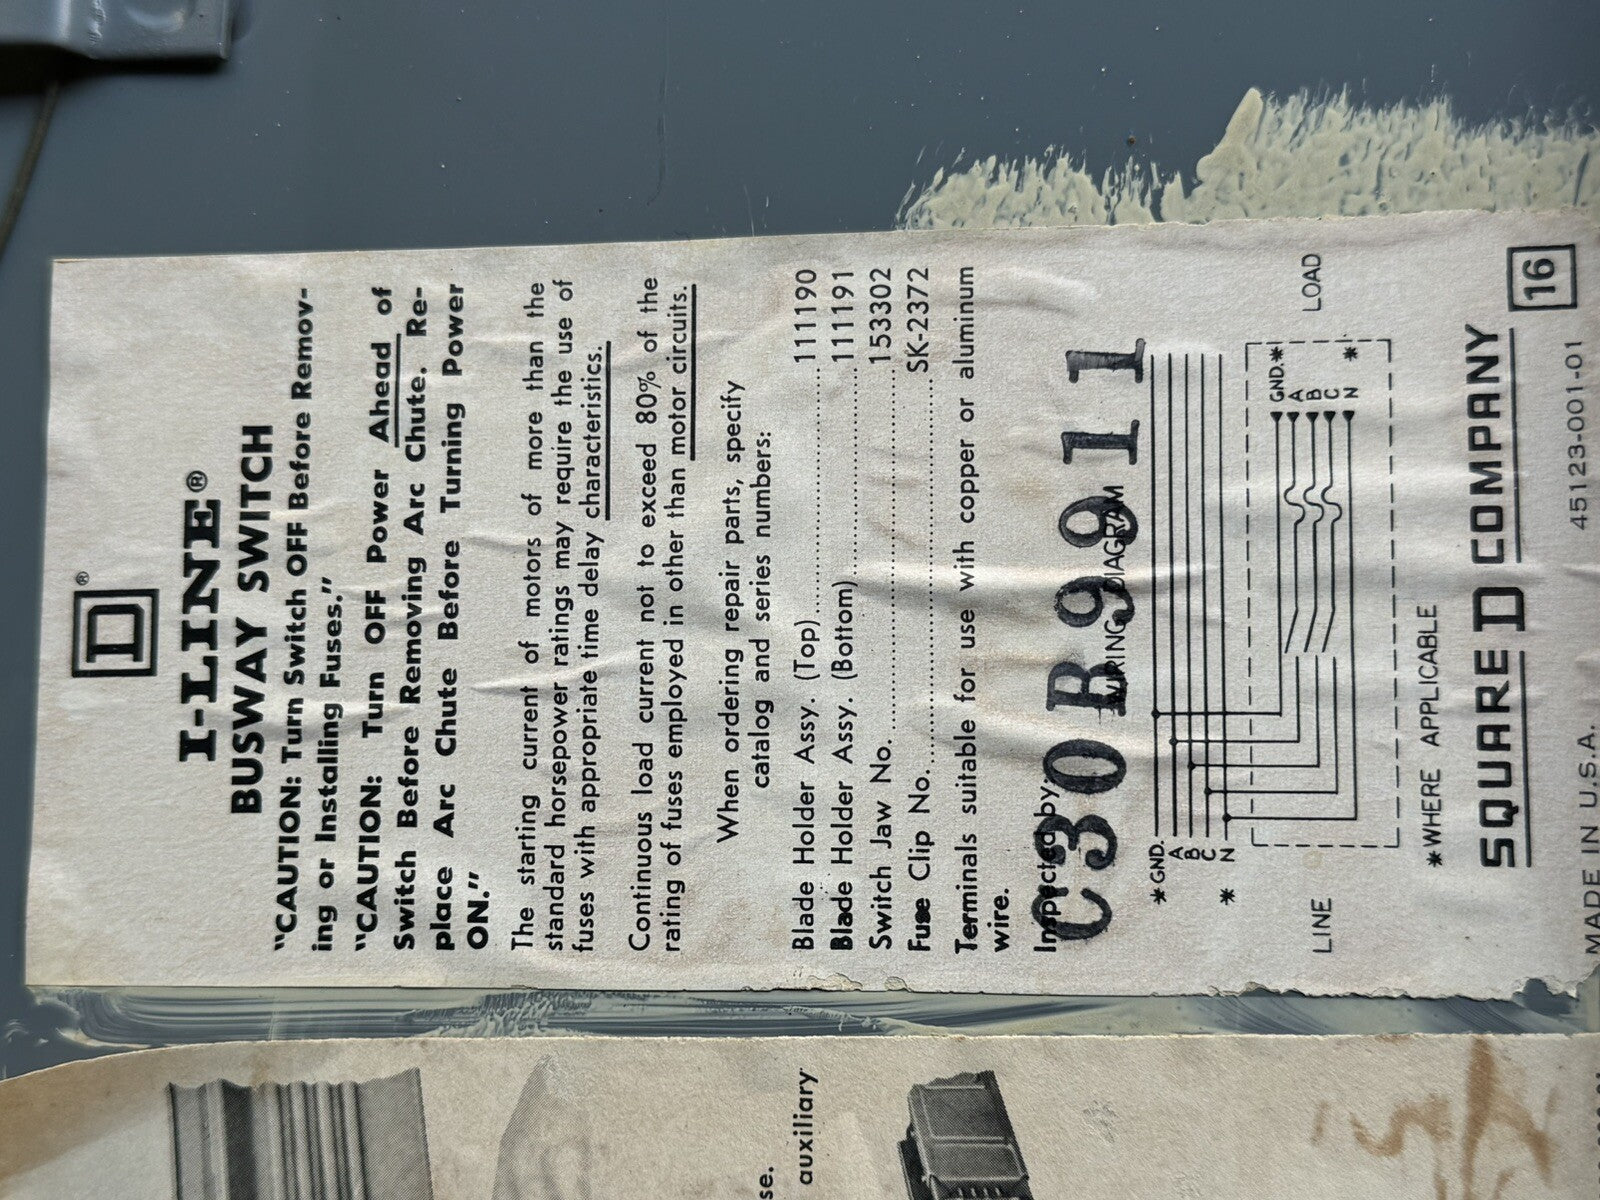 D®
I-LINE®
BUSWAY SWITCH
"CAUTION: Turn Switch OFF Before Remov-
ing or Installing Fuses."
"CAUTION: Turn OFF Power Ahead of
Switch Before Removing Arc Chute. Re-
place Arc Chute Before Turning Power
ON."
The starting current of motors of more than the
standard horsepower ratings may require the use of
fuses with appropriate time delay characteristics.
Continuous load current not to exceed 80% of the
rating of fuses employed in other than motor circuits.
When ordering repair parts, specify
catalog and series numbers:
Blade Holder Assy. (Top)..........111190
Blade Holder Assy. (Bottom)..........111191
Switch Jaw No..........153302
Fuse Clip No..........SK-2372
Terminals suitable for use with copper or aluminum
wire.
Inspected by:
C30B9911
WIRING DIAGRAM
*GND.
A
B
C
* N
LINE
GND.*
A
B
C
N *
LOAD
*WHERE APPLICABLE
SQUARE D COMPANY
16
MADE IN U.S.A.
45123-001-01
se.
auxiliary